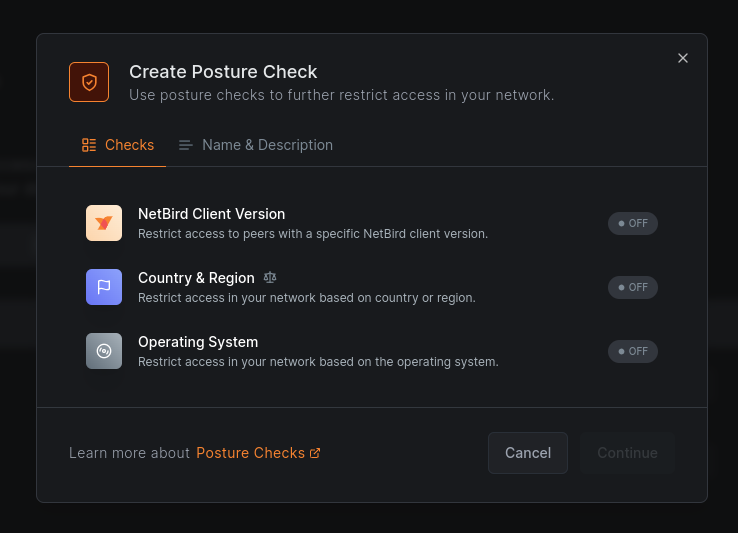 Create Posture Check
Use posture checks to further restrict access in your network.
Checks
Name & Description
NetBird Client Version
Restrict access to peers with a specific NetBird client version.
OFF
Country & Region
Restrict access in your network based on country or region.
OFF
Operating System
Restrict access in your network based on the operating system.
OFF
Learn more about Posture Checks
Cancel
Continue